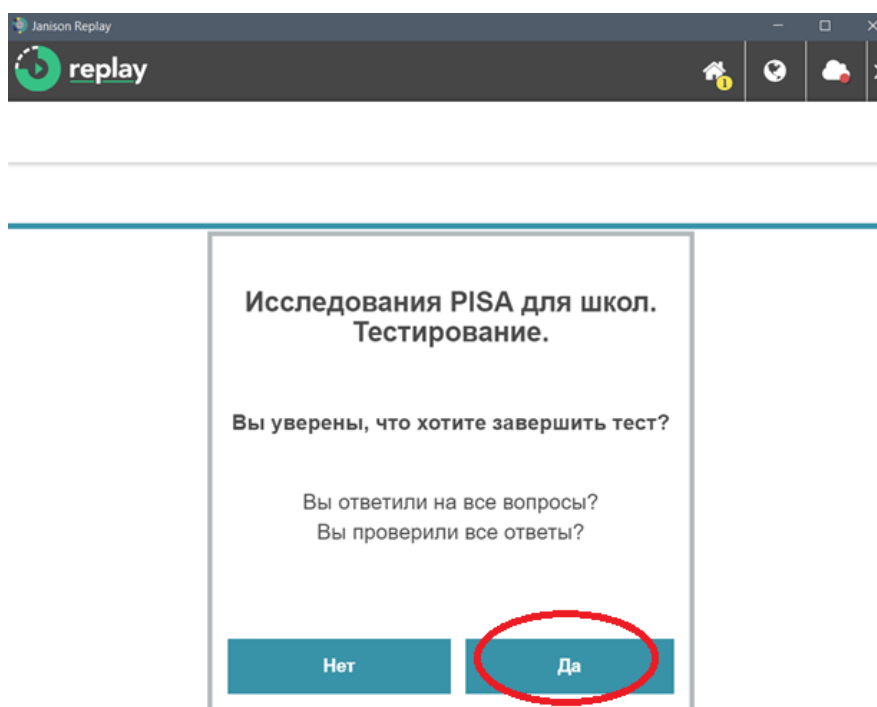 Janison Replay
replay
1
Исследования PISA для школ.
Тестирование.
Вы уверены, что хотите завершить тест?
Вы ответили на все вопросы?
Вы проверили все ответы?
Нет
Да